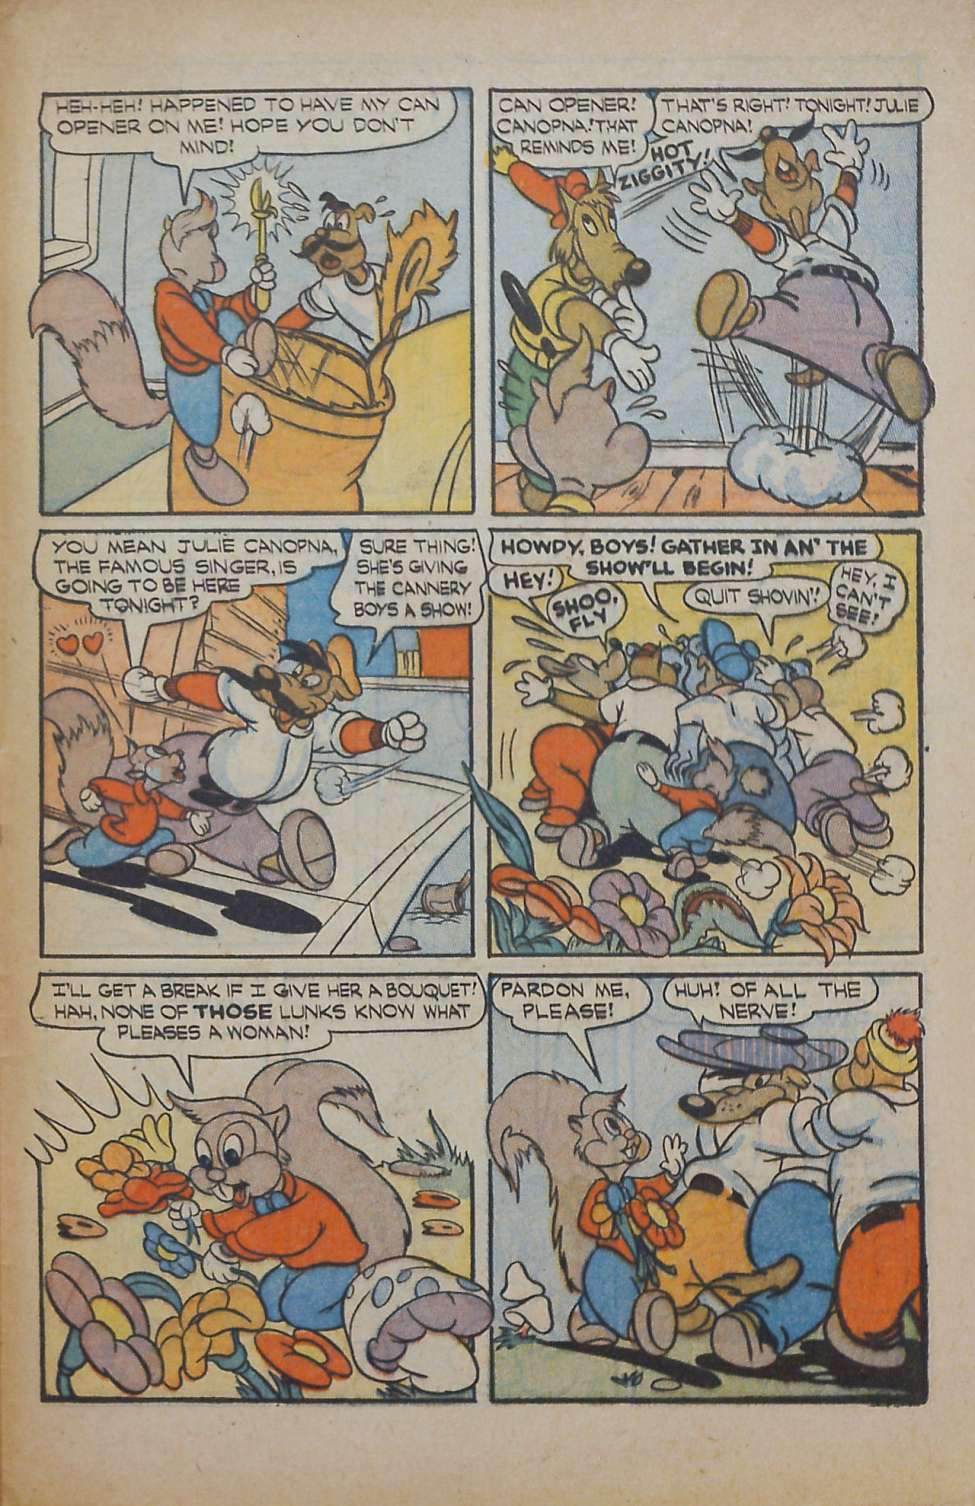 HEH-HEH! HAPPENED TO HAVE MY CAN
OPENER ON ME! HOPE YOU DON'T
MIND!
CAN OPENER!
CANOPNA! THAT
REMINDS ME!
THAT'S RIGHT! TONIGHT! JULIE
CANOPNA!
HOT
ZIGGITY!
YOU MEAN JULIE CANOPNA,
THE FAMOUS SINGER, IS
GOING TO BE HERE
TONIGHT?
SURE THING!
SHE'S GIVING
THE CANNERY
BOYS A SHOW!
HOWDY, BOYS! GATHER IN AN' THE
SHOW'LL BEGIN!
HEY!
SHOO,
FLY
QUIT SHOVIN'!
HEY, I
CAN'T
SEE!
I'LL GET A BREAK IF I GIVE HER A BOUQUET!
HAH, NONE OF THOSE LUNKS KNOW WHAT
PLEASES A WOMAN!
PARDON ME,
PLEASE!
HUH! OF ALL THE
NERVE!